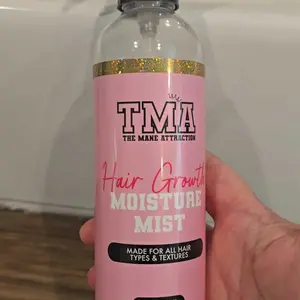 TMA
THE MANE ATTRACTION
Hair Growth
MOISTURE
MIST
MADE FOR ALL HAIR
TYPES & TEXTURES